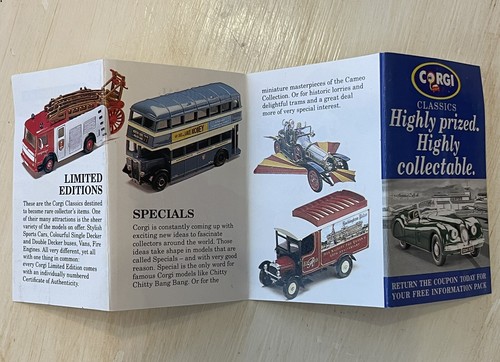 LIMITED
EDITIONS
These are the Corgi Classics destined
to become rare collector's items. One
of their many attractions is the sheer
variety of the models on offer. Stylish
Sports Cars, Colourful Single Decker
and Double Decker buses, Vans, Fire
Engines. All very different, yet all
with one thing in common:
every Corgi Limited Edition comes
with an individually numbered
Certificate of Authenticity.
SPECIALS
Corgi is constantly coming up with
exciting new ideas to fascinate
collectors around the world. Those
ideas take shape in models that are
called Specials – and with very good
reason. Special is the only word for
famous Corgi models like Chitty
Chitty Bang Bang. Or for the
miniature masterpieces of the Cameo
Collection. Or for historic lorries and
delightful trams and a great deal
more of very special interest.
CORGI
CLASSICS
Highly prized.
Highly
collectable.
RETURN THE COUPON TODAY FOR
YOUR FREE INFORMATION PACK